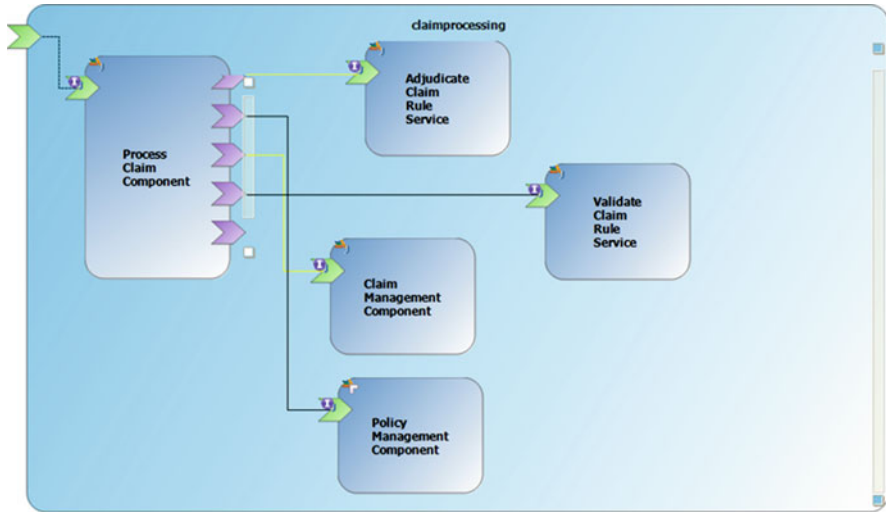 claimprocessing
Adjudicate
Claim
Rule
Service
Process
Claim
Component
Validate
Claim
Rule
Service
Claim
Management
Component
Policy
Management
Component